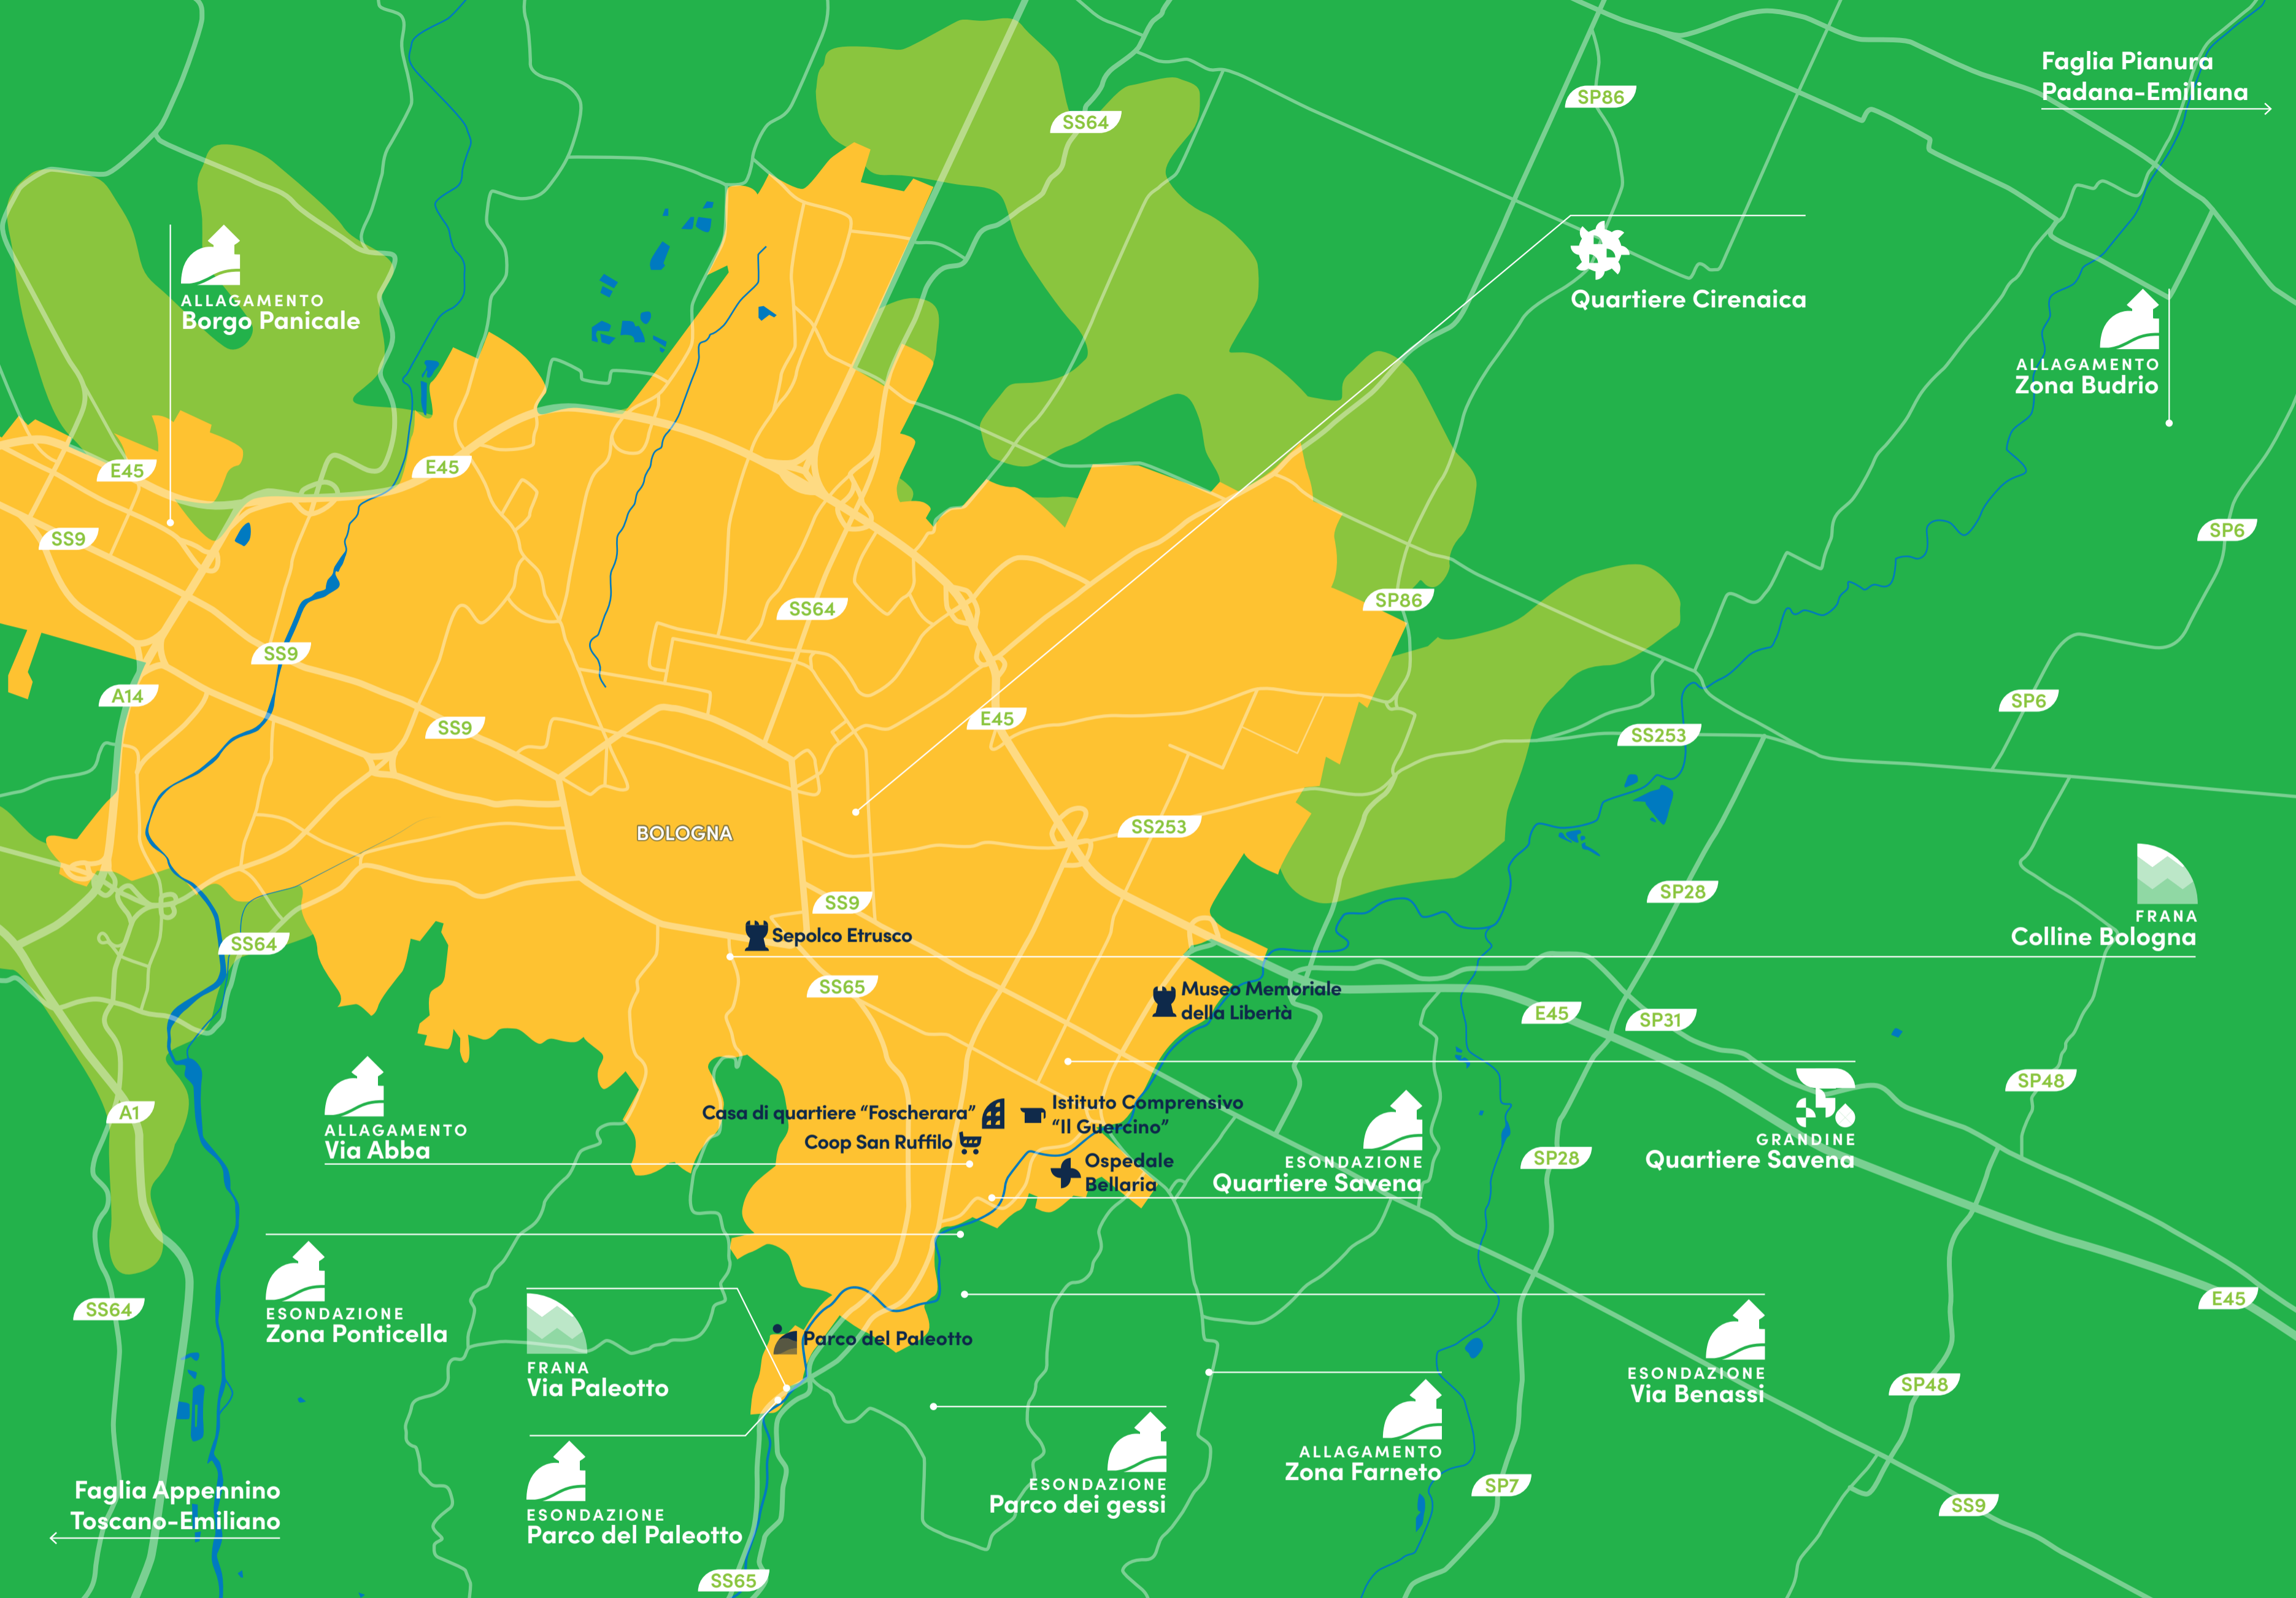 Faglia Pianura
Padana-Emiliana
SP86
SS64
Quartiere Cirenaica
ALLAGAMENTO
Borgo Panicale
ALLAGAMENTO
Zona Budrio
E45
E45
SS9
SP6
SP86
SS64
SS9
A14
SP6
SS9
E45
SS253
SS253
BOLOGNA
SP28
SS9
FRANA
Colline Bologna
Sepolco Etrusco
SS64
SS65
Museo Memoriale
della Libertà
E45
SP31
SP48
A1
Casa di quartiere “Foscherara”
Istituto Comprensivo
“Il Guercino”
Coop San Ruffilo
ALLAGAMENTO
Via Abba
GRANDINE
Quartiere Savena
SP28
ESONDAZIONE
Quartiere Savena
Ospedale
Bellaria
E45
SS64
ESONDAZIONE
Zona Ponticella
Parco del Paleotto
FRANA
Via Paleotto
ESONDAZIONE
Via Benassi
SP48
ALLAGAMENTO
Zona Farneto
ESONDAZIONE
Parco dei gessi
SP7
SS9
Faglia Appennino
Toscano-Emiliano
ESONDAZIONE
Parco del Paleotto
SS65